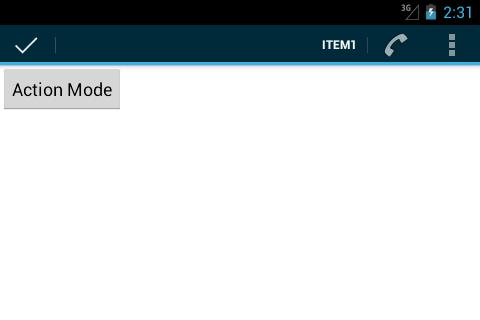 3G 2:31
ITEM1
Action Mode